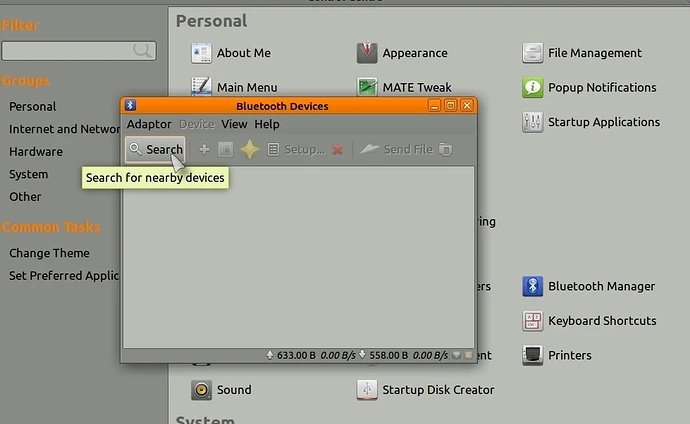 Filter
Personal
About Me
Appearance
File Management
Groups
Main Menu
MATE Tweak
Popup Notifications
Personal
Internet and Networ
Startup Applications
Hardware
System
Other
Common Tasks
Change Theme
Set Preferred Applic
Bluetooth Devices
Adaptor Device View Help
Search
Setup...
Send File
Search for nearby devices
633.00 B 0.00 B/s 558.00 B 0.00 B/s
ing
ers
Bluetooth Manager
Keyboard Shortcuts
ent
Printers
Sound
Startup Disk Creator
System